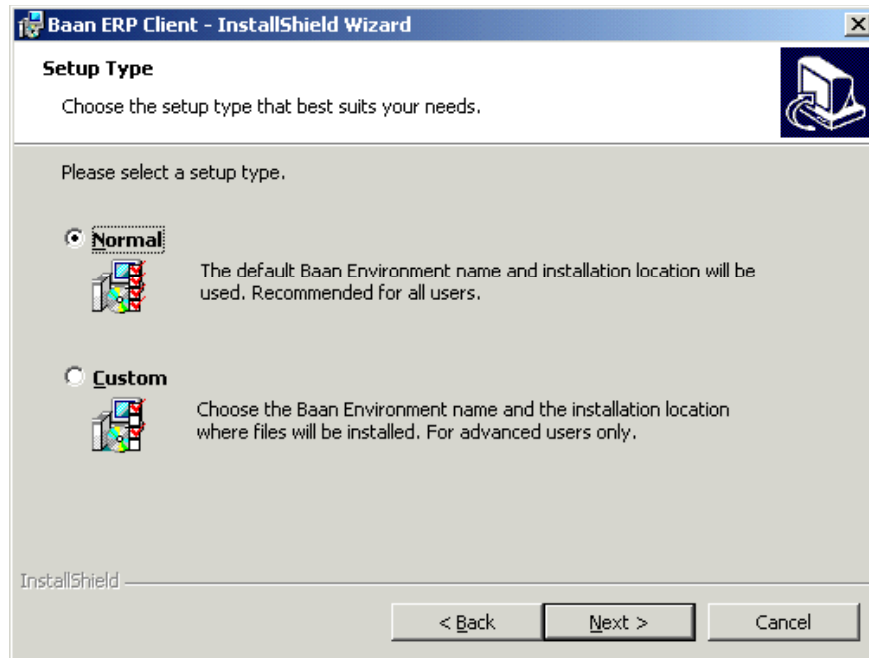 Baan ERP Client - InstallShield Wizard
Setup Type
Choose the setup type that best suits your needs.
Please select a setup type.
Normal
The default Baan Environment name and installation location will be
used. Recommended for all users.
Custom
Choose the Baan Environment name and the installation location
where files will be installed. For advanced users only.
InstallShield
< Back
Next >
Cancel